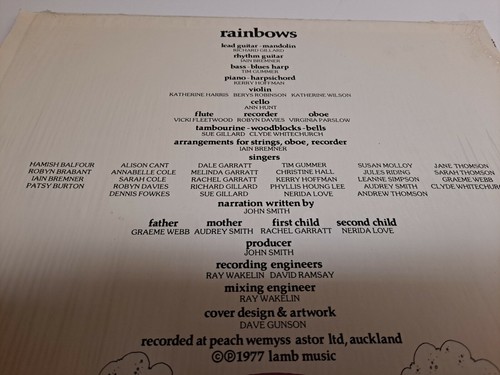 rainbows
lead guitar - mandolin
RICHARD GILLARD
rhythm guitar
IAIN BREMNER
bass - blues harp
TIM GUMMER
piano - harpsichord
KERRY HOFFMAN
violin
KATHERINE HARRIS BERYS ROBINSON KATHERINE WILSON
cello
ANN HUNT
flute recorder oboe
VICKI FLEETWOOD ROBYN DAVIES VIRGINIA PARSLOW
tambourine - woodblocks - bells
SUE GILLARD CLYDE WHITECHURCH
arrangements for strings, oboe, recorder
IAIN BREMNER
singers
HAMISH BALFOUR ALISON CANT DALE GARRATT TIM GUMMER SUSAN MOLLOY JANE THOMSON
ROBYN BRABANT ANNABELLE COLE MELINDA GARRATT CHRISTINE HALL JULES RIDING SARAH THOMSON
IAIN BREMNER SARAH COLE RACHEL GARRATT KERRY HOFFMAN LEANNE SIMPSON GRAEME WEBB
PATSY BURTON ROBYN DAVIES RICHARD GILLARD PHYLLIS HOUNG LEE AUDREY SMITH CLYDE WHITECHURCH
DENNIS FOWKES SUE GILLARD NERIDA LOVE ANDREW THOMSON
narration written by
JOHN SMITH
father mother first child second child
GRAEME WEBB AUDREY SMITH RACHEL GARRATT NERIDA LOVE
producer
JOHN SMITH
recording engineers
RAY WAKELIN DAVID RAMSAY
mixing engineer
RAY WAKELIN
cover design & artwork
DAVE GUNSON
recorded at peach wemyss astor ltd, auckland
©℗1977 lamb music